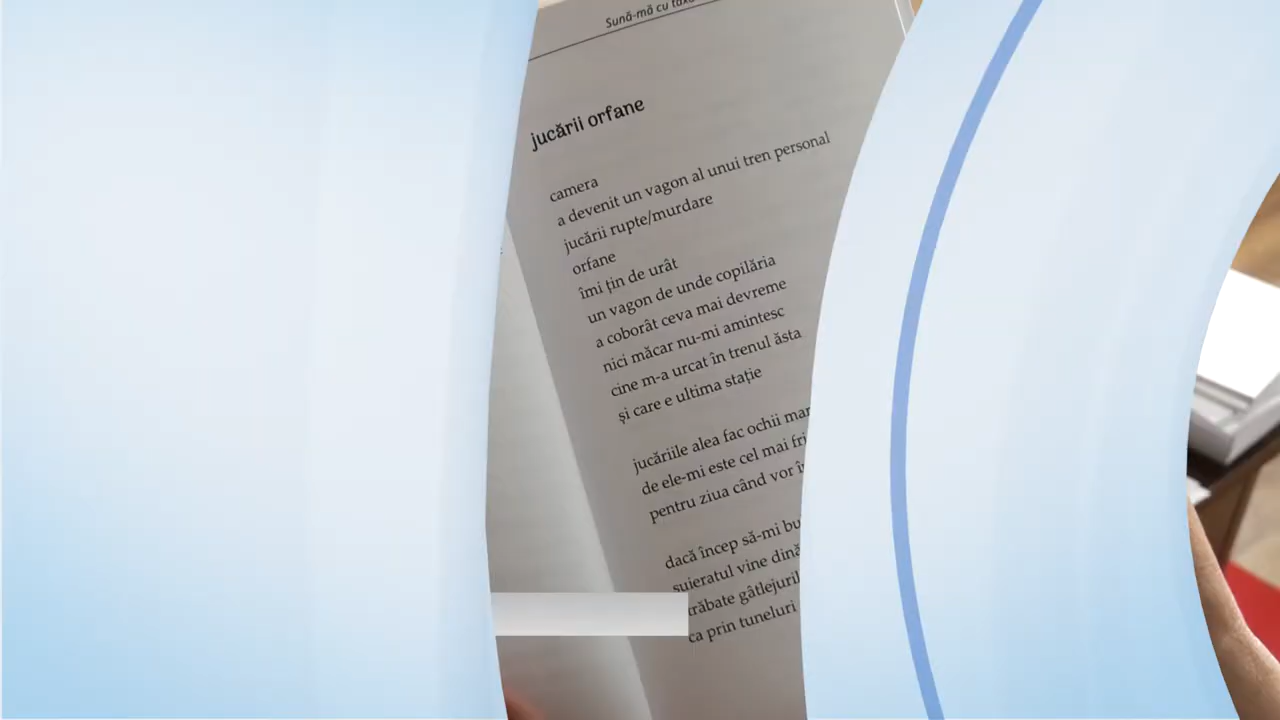 Sună-mă cu
jucării orfane
camera
a devenit un vagon al unui tren personal
jucării rupte/murdare
orfane
îmi țin de urât
un vagon de unde copilăria
a coborât ceva mai devreme
nici măcar nu-mi amintesc
cine m-a urcat în trenul ăsta
și care e ultima stație
jucăriile alea fac ochii
de ele-mi este cel mai
pentru ziua când vor
dacă încep să-mi
șuieratul vine
străbate
ca prin tuneluri